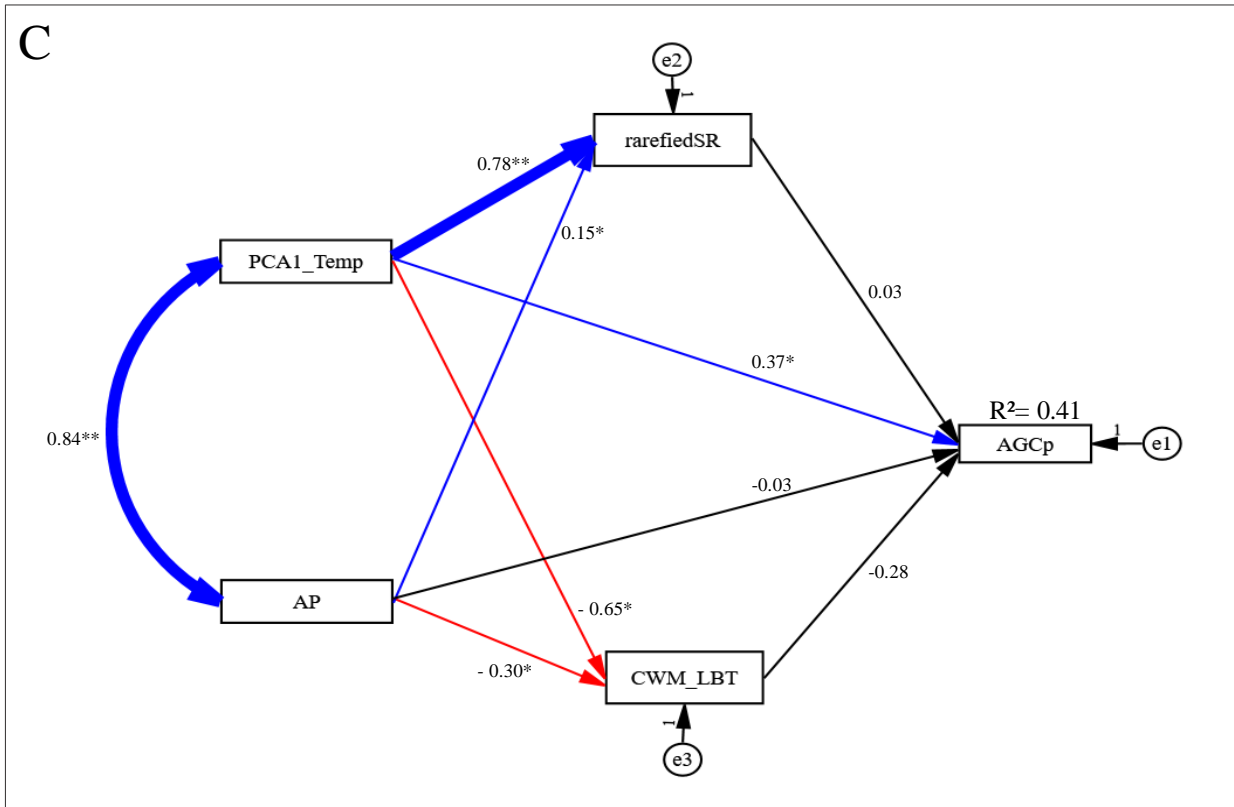 C
e2
1
rarefiedSR
0.78**
0.15*
PCA1_Temp
0.03
0.37*
R²= 0.41
AGCp
1
e1
0.84**
-0.03
-0.28
AP
- 0.65*
- 0.30*
CWM_LBT
1
e3